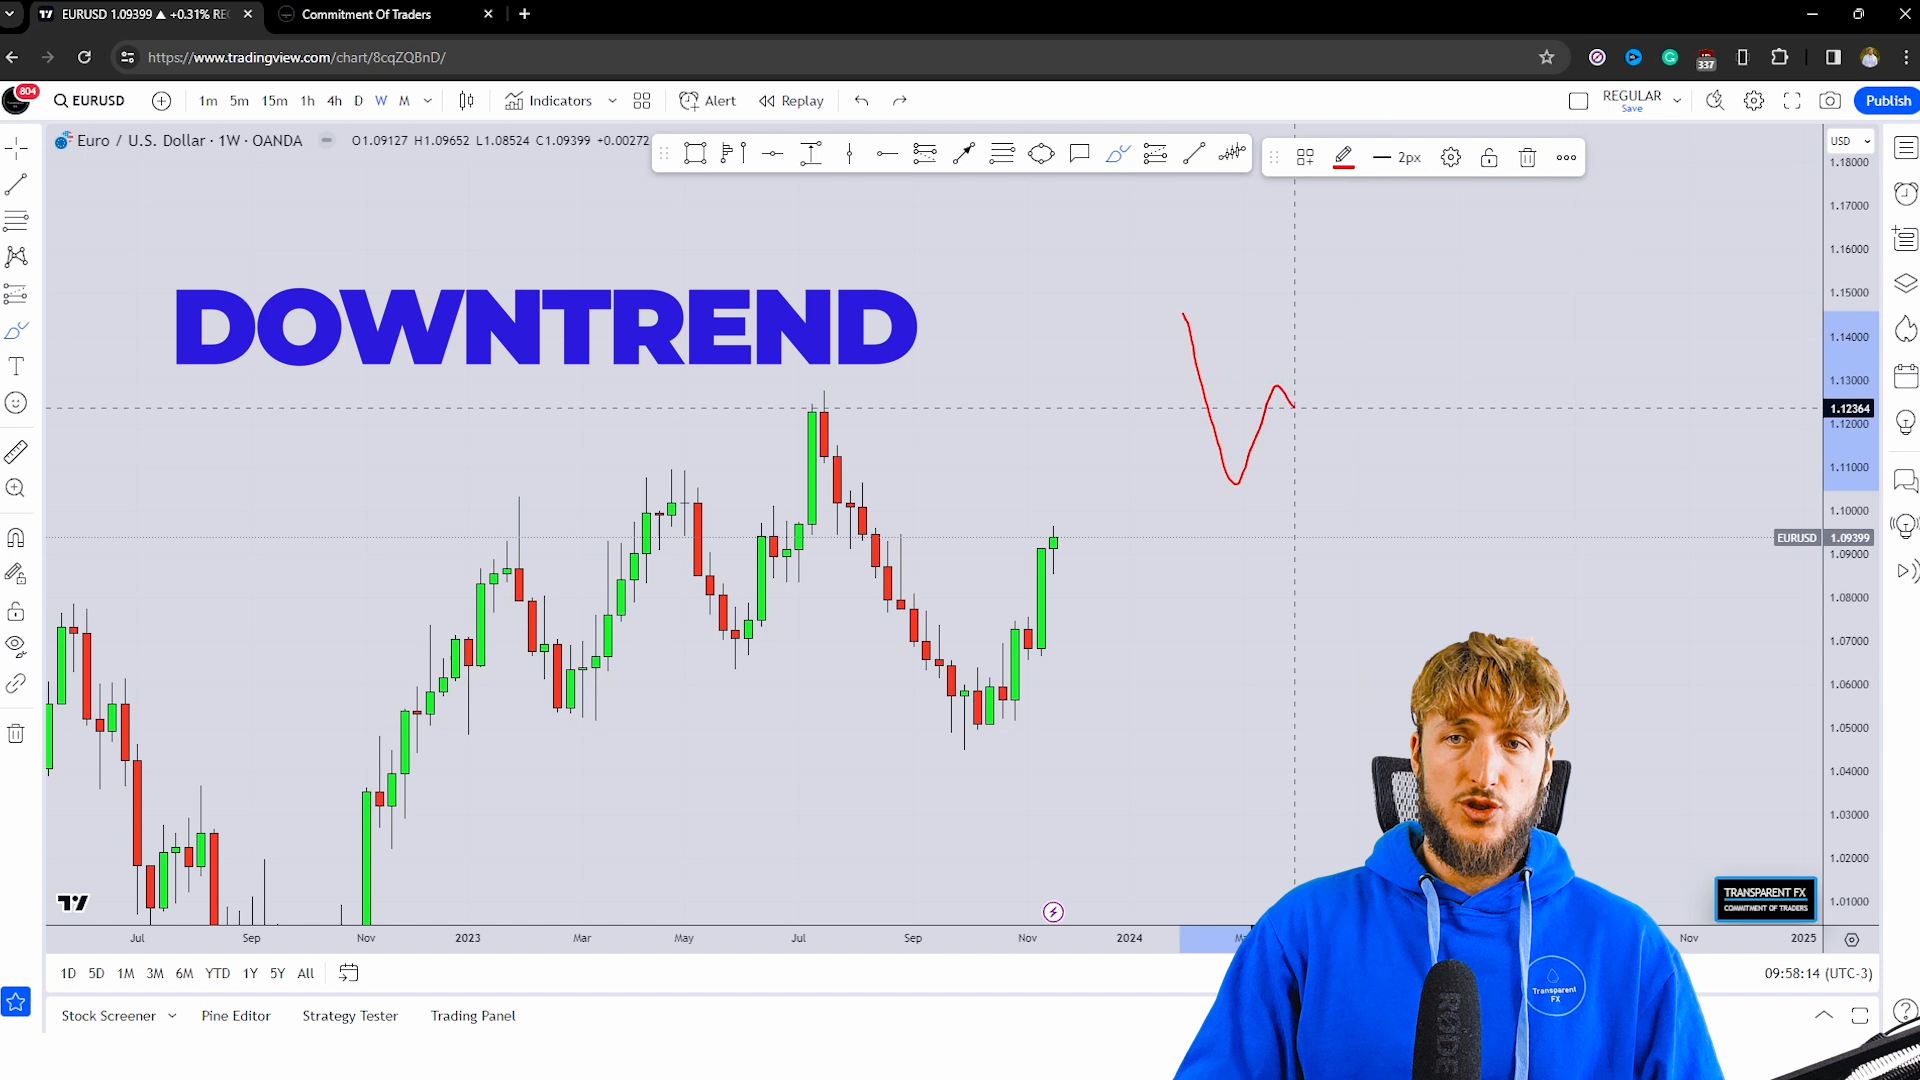 EURUSD 1.09399 ▲ +0.31% RE
Commitment Of Traders
https://www.tradingview.com/chart/8cqZQBnD/
337
804
EURUSD
1m 5m 15m 1h 4h D W M
Indicators
Alert
Replay
REGULAR
Save
Publish
Euro / U.S. Dollar · 1W · OANDA
O1.09127 H1.09652 L1.08524 C1.09399 +0.00272
2px
USD
1.18000
1.17000
1.16000
1.15000
1.14000
1.13000
1.12364
1.12000
1.11000
1.10000
EURUSD 1.09399
1.09000
1.08000
1.07000
1.06000
1.05000
1.04000
1.03000
1.02000
1.01000
DOWNTREND
TRANSPARENT FX
COMMITMENT OF TRADERS
Jul Sep Nov 2023 Mar May Jul Sep Nov 2024 Nov 2025
1D 5D 1M 3M 6M YTD 1Y 5Y All
09:58:14 (UTC-3)
Transparent
FX
RØDE
Stock Screener
Pine Editor
Strategy Tester
Trading Panel